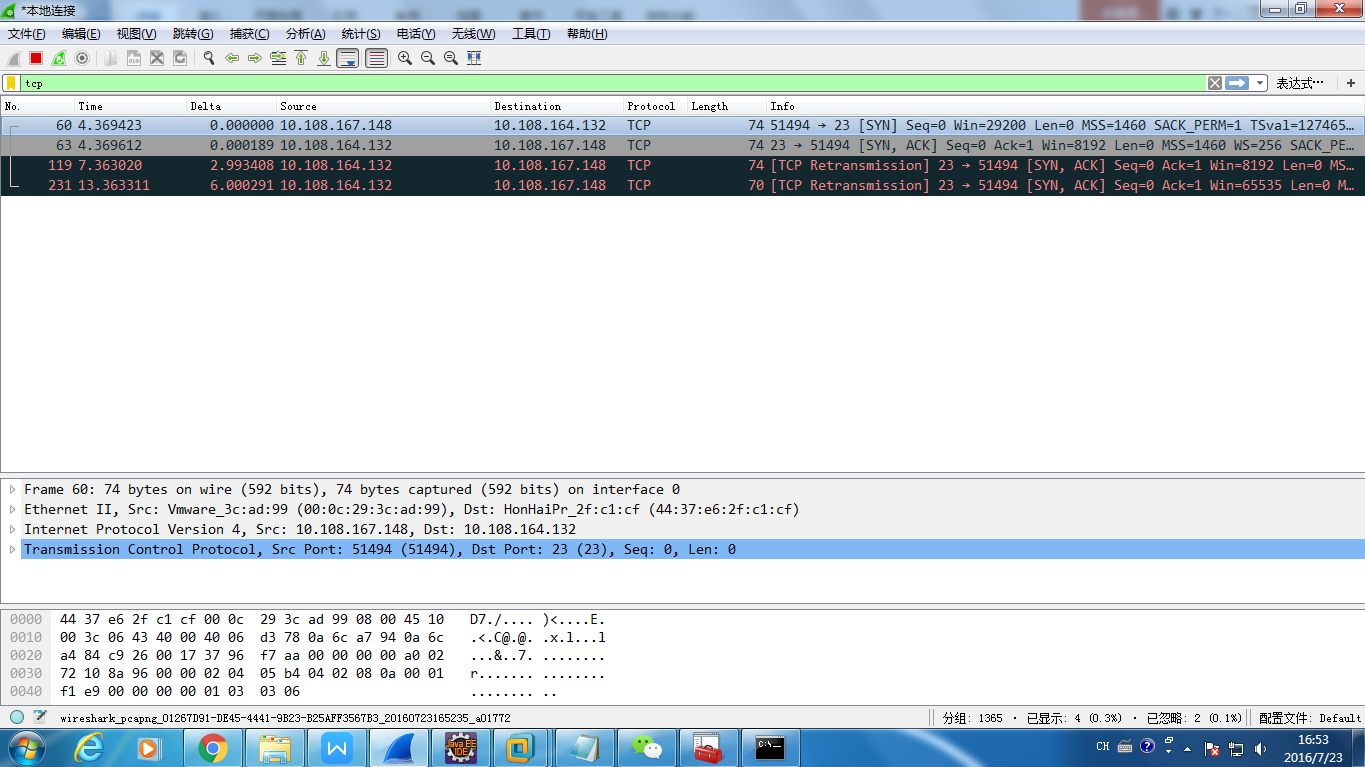 *本地连接
文件(F) 编辑(E) 视图(V) 跳转(G) 捕获(C) 分析(A) 统计(S) 电话(Y) 无线(W) 工具(T) 帮助(H)
tcp 表达式… +
No. Time Delta Source Destination Protocol Length Info
60 4.369423 0.000000 10.108.167.148 10.108.164.132 TCP 74 51494 → 23 [SYN] Seq=0 Win=29200 Len=0 MSS=1460 SACK_PERM=1 TSval=127465…
63 4.369612 0.000189 10.108.164.132 10.108.167.148 TCP 74 23 → 51494 [SYN, ACK] Seq=0 Ack=1 Win=8192 Len=0 MSS=1460 WS=256 SACK_PE…
119 7.363020 2.993408 10.108.164.132 10.108.167.148 TCP 74 [TCP Retransmission] 23 → 51494 [SYN, ACK] Seq=0 Ack=1 Win=8192 Len=0 MS…
231 13.363311 6.000291 10.108.164.132 10.108.167.148 TCP 70 [TCP Retransmission] 23 → 51494 [SYN, ACK] Seq=0 Ack=1 Win=65535 Len=0 M…
Frame 60: 74 bytes on wire (592 bits), 74 bytes captured (592 bits) on interface 0
Ethernet II, Src: Vmware_3c:ad:99 (00:0c:29:3c:ad:99), Dst: HonHaiPr_2f:c1:cf (44:37:e6:2f:c1:cf)
Internet Protocol Version 4, Src: 10.108.167.148, Dst: 10.108.164.132
Transmission Control Protocol, Src Port: 51494 (51494), Dst Port: 23 (23), Seq: 0, Len: 0
0000 44 37 e6 2f c1 cf 00 0c 29 3c ad 99 08 00 45 10 D7./.... )<....E.
0010 00 3c 06 43 40 00 40 06 d3 78 0a 6c a7 94 0a 6c .<.C@.@. .x.l...l
0020 a4 84 c9 26 00 17 37 96 f7 aa 00 00 00 00 a0 02 ...&..7. ........
0030 72 10 8a 96 00 00 02 04 05 b4 04 02 08 0a 00 01 r....... ........
0040 f1 e9 00 00 00 00 01 03 03 06 ........ ..
wireshark_pcapng_01267D91-DE45-4441-9B23-B25AFF3567B3_20160723165235_a01772 分组: 1365 · 已显示: 4 (0.3%) · 已忽略: 2 (0.1%) 配置文件: Default
Java EE
IDE
C:\_
CH
16:53
2016/7/23